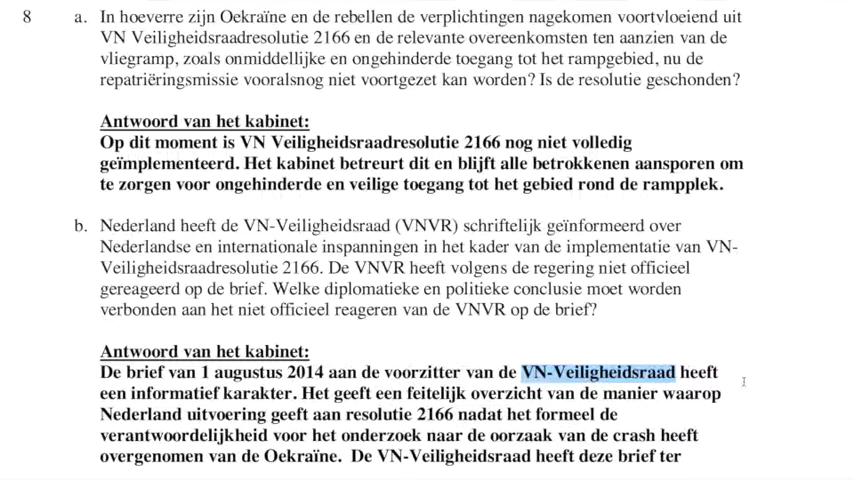 8 a. In hoeverre zijn Oekraïne en de rebellen de verplichtingen nagekomen voortvloeiend uit
VN Veiligheidsraadresolutie 2166 en de relevante overeenkomsten ten aanzien van de
vliegramp, zoals onmiddellijke en ongehinderde toegang tot het rampgebied, nu de
repatriëringsmissie vooralsnog niet voortgezet kan worden? Is de resolutie geschonden?
Antwoord van het kabinet:
Op dit moment is VN Veiligheidsraadresolutie 2166 nog niet volledig
geïmplementeerd. Het kabinet betreurt dit en blijft alle betrokkenen aansporen om
te zorgen voor ongehinderde en veilige toegang tot het gebied rond de rampplek.
b. Nederland heeft de VN-Veiligheidsraad (VNVR) schriftelijk geïnformeerd over
Nederlandse en internationale inspanningen in het kader van de implementatie van VN-
Veiligheidsraadresolutie 2166. De VNVR heeft volgens de regering niet officieel
gereageerd op de brief. Welke diplomatieke en politieke conclusie moet worden
verbonden aan het niet officieel reageren van de VNVR op de brief?
Antwoord van het kabinet:
De brief van 1 augustus 2014 aan de voorzitter van de VN-Veiligheidsraad heeft
een informatief karakter. Het geeft een feitelijk overzicht van de manier waarop
Nederland uitvoering geeft aan resolutie 2166 nadat het formeel de
verantwoordelijkheid voor het onderzoek naar de oorzaak van de crash heeft
overgenomen van de Oekraïne. De VN-Veiligheidsraad heeft deze brief ter